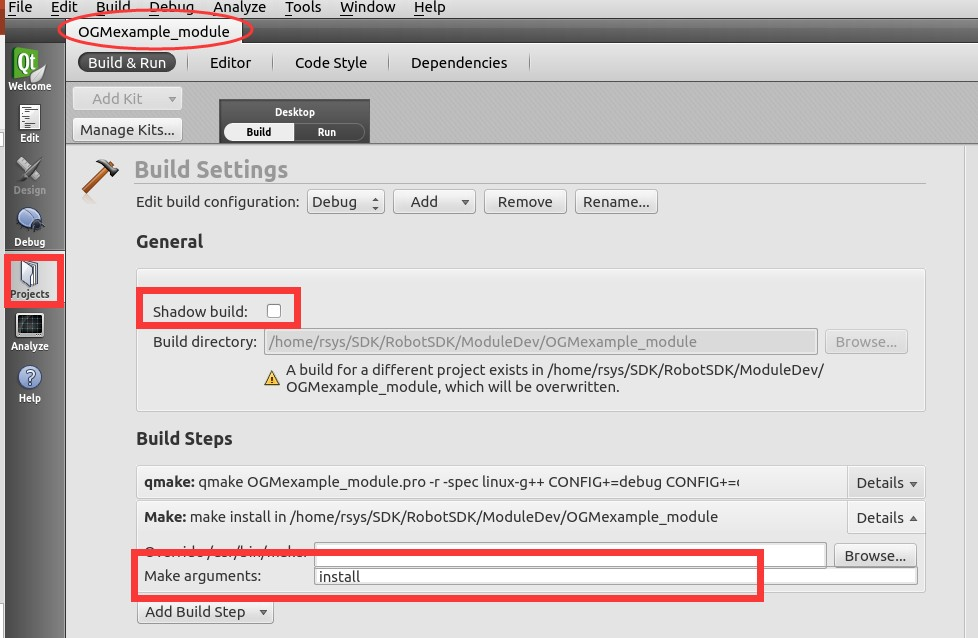 File Edit Build Debug Analyze Tools Window Help
OGMexample_module
Qt
Welcome
Edit
Design
Debug
Projects
Analyze
Help
Build & Run Editor Code Style Dependencies
Add Kit
Manage Kits...
Desktop
Build Run
Build Settings
Edit build configuration: Debug Add Remove Rename...
General
Shadow build:
Build directory: /home/rsys/SDK/RobotSDK/ModuleDev/OGMexample_module Browse...
A build for a different project exists in /home/rsys/SDK/RobotSDK/ModuleDev/
OGMexample_module, which will be overwritten.
Build Steps
qmake: qmake OGMexample_module.pro -r -spec linux-g++ CONFIG+=debug Details
Make: make install in /home/rsys/SDK/RobotSDK/ModuleDev/OGMexample_module Details
Override /usr/bin/make: Browse...
Make arguments: install
Add Build Step